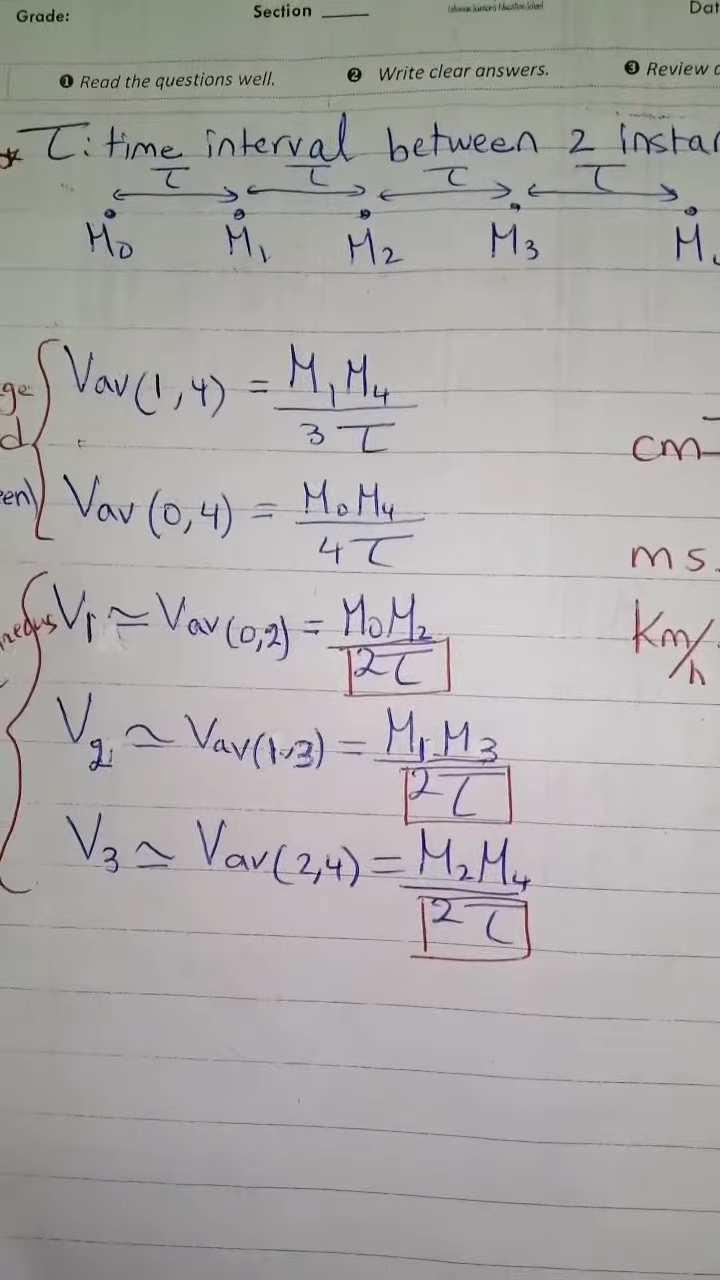 Grade: Section ____
❶ Read the questions well. ❷ Write clear answers. ❸ Review
* τ: time interval between 2
τ τ τ τ
M₀ M₁ M₂ M₃ M
Vav(1,4) = M₁M₄ / 3τ
cm
Vav(0,4) = M₀M₄ / 4τ
ms
V₁ ≃ Vav(0,2) = M₀M₂ / 2τ
Km/h
V₂ ≃ Vav(1,3) = M₁M₃ / 2τ
V₃ ≃ Vav(2,4) = M₂M₄ / 2τ